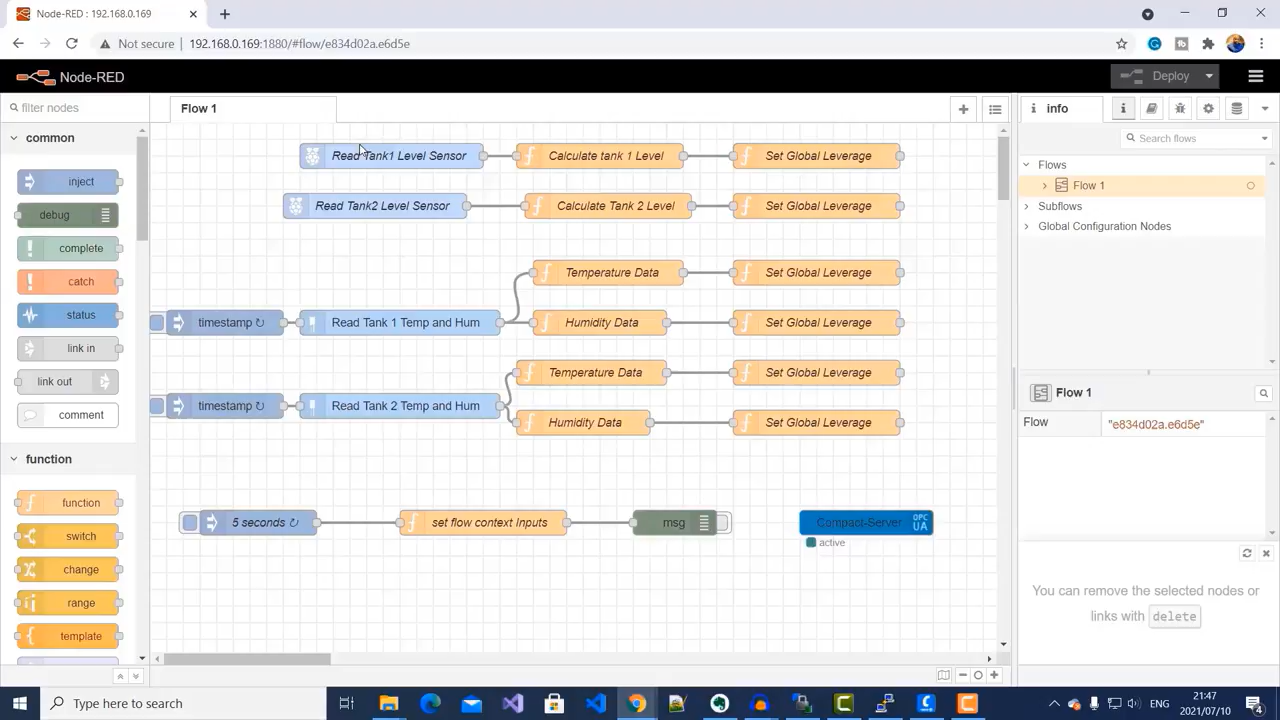 Node-RED : 192.168.0.169
Not secure
192.168.0.169:1880/#flow/e834d02a.e6d5e
Node-RED
Deploy
filter nodes
Flow 1
info
Search flows
common
inject
debug
complete
catch
status
link in
link out
comment
function
function
switch
change
range
template
Read Tank1 Level Sensor
Calculate tank 1 Level
Set Global Leverage
Read Tank2 Level Sensor
Calculate Tank 2 Level
Set Global Leverage
Temperature Data
Set Global Leverage
timestamp ↻
Read Tank 1 Temp and Hum
Humidity Data
Set Global Leverage
Temperature Data
Set Global Leverage
timestamp ↻
Read Tank 2 Temp and Hum
Humidity Data
Set Global Leverage
5 seconds ↻
set flow context Inputs
msg
Compact-Server
OPC
UA
active
Flows
Flow 1
Subflows
Global Configuration Nodes
Flow 1
Flow
"e834d02a.e6d5e"
You can remove the selected nodes or
links with delete
Type here to search
ENG
21:47
2021/07/10
4